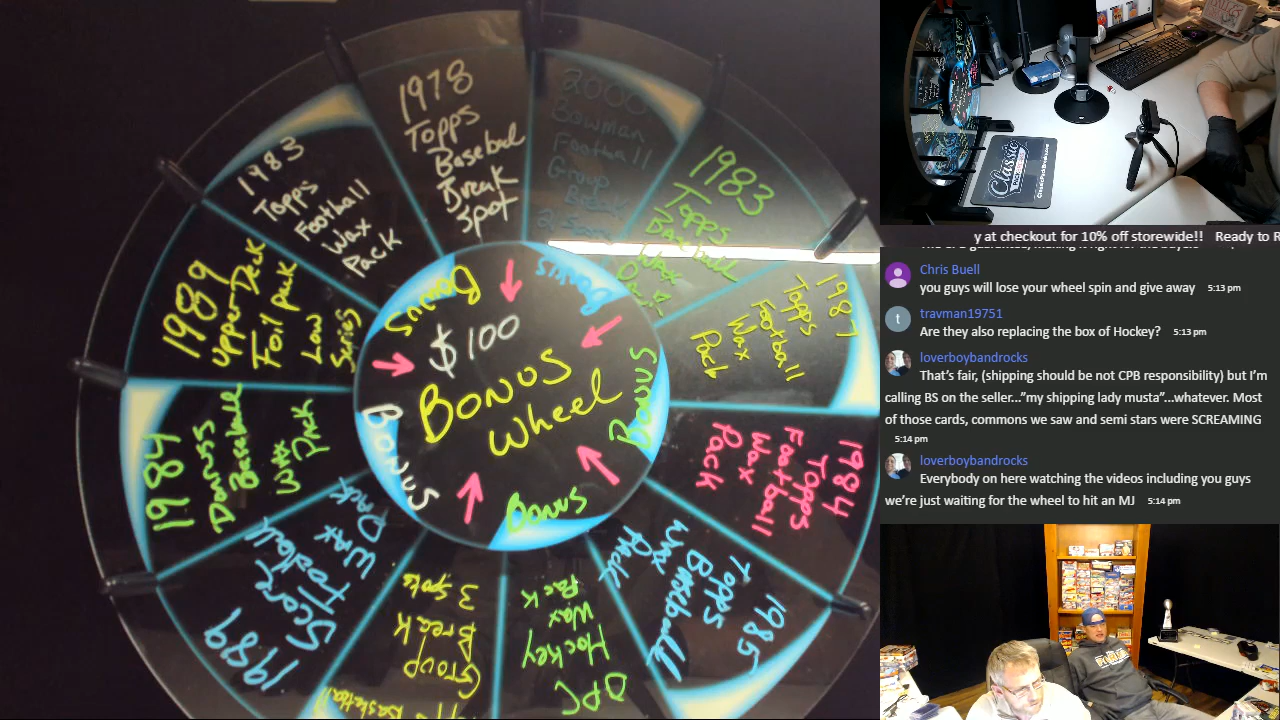 1978
Topps
Baseball
Break
Spot
2000
Bowman
Football
Group
Break
1983
Topps
Baseball
Wax
1987
Topps
Football
Wax
Pack
1984
Topps
Football
Wax
Pack
1985
Topps
Baseball
Wax
Pack
OPC
Hockey
Wax
Pack
Basketball
Group
Break
3 Spots
1989
Score
Football
Wax
Pack
1984
Donruss
Baseball
Wax
Pack
1989
Upper Deck
Foil Pack
Low
Series
1983
Topps
Football
Wax
Pack
Bonus
Bonus
Bonus
Bonus
Bonus
$100
Bonus
Wheel
Classic
y at checkout for 10% off storewide!! Ready to R
Chris Buell
you guys will lose your wheel spin and give away 5:13 pm
t
travman19751
Are they also replacing the box of Hockey? 5:13 pm
loverboybandrocks
That's fair, (shipping should be not CPB responsibility) but I'm
calling BS on the seller..."my shipping lady musta"...whatever. Most
of those cards, commons we saw and semi stars were SCREAMING
5:14 pm
loverboybandrocks
Everybody on here watching the videos including you guys
we're just waiting for the wheel to hit an MJ 5:14 pm